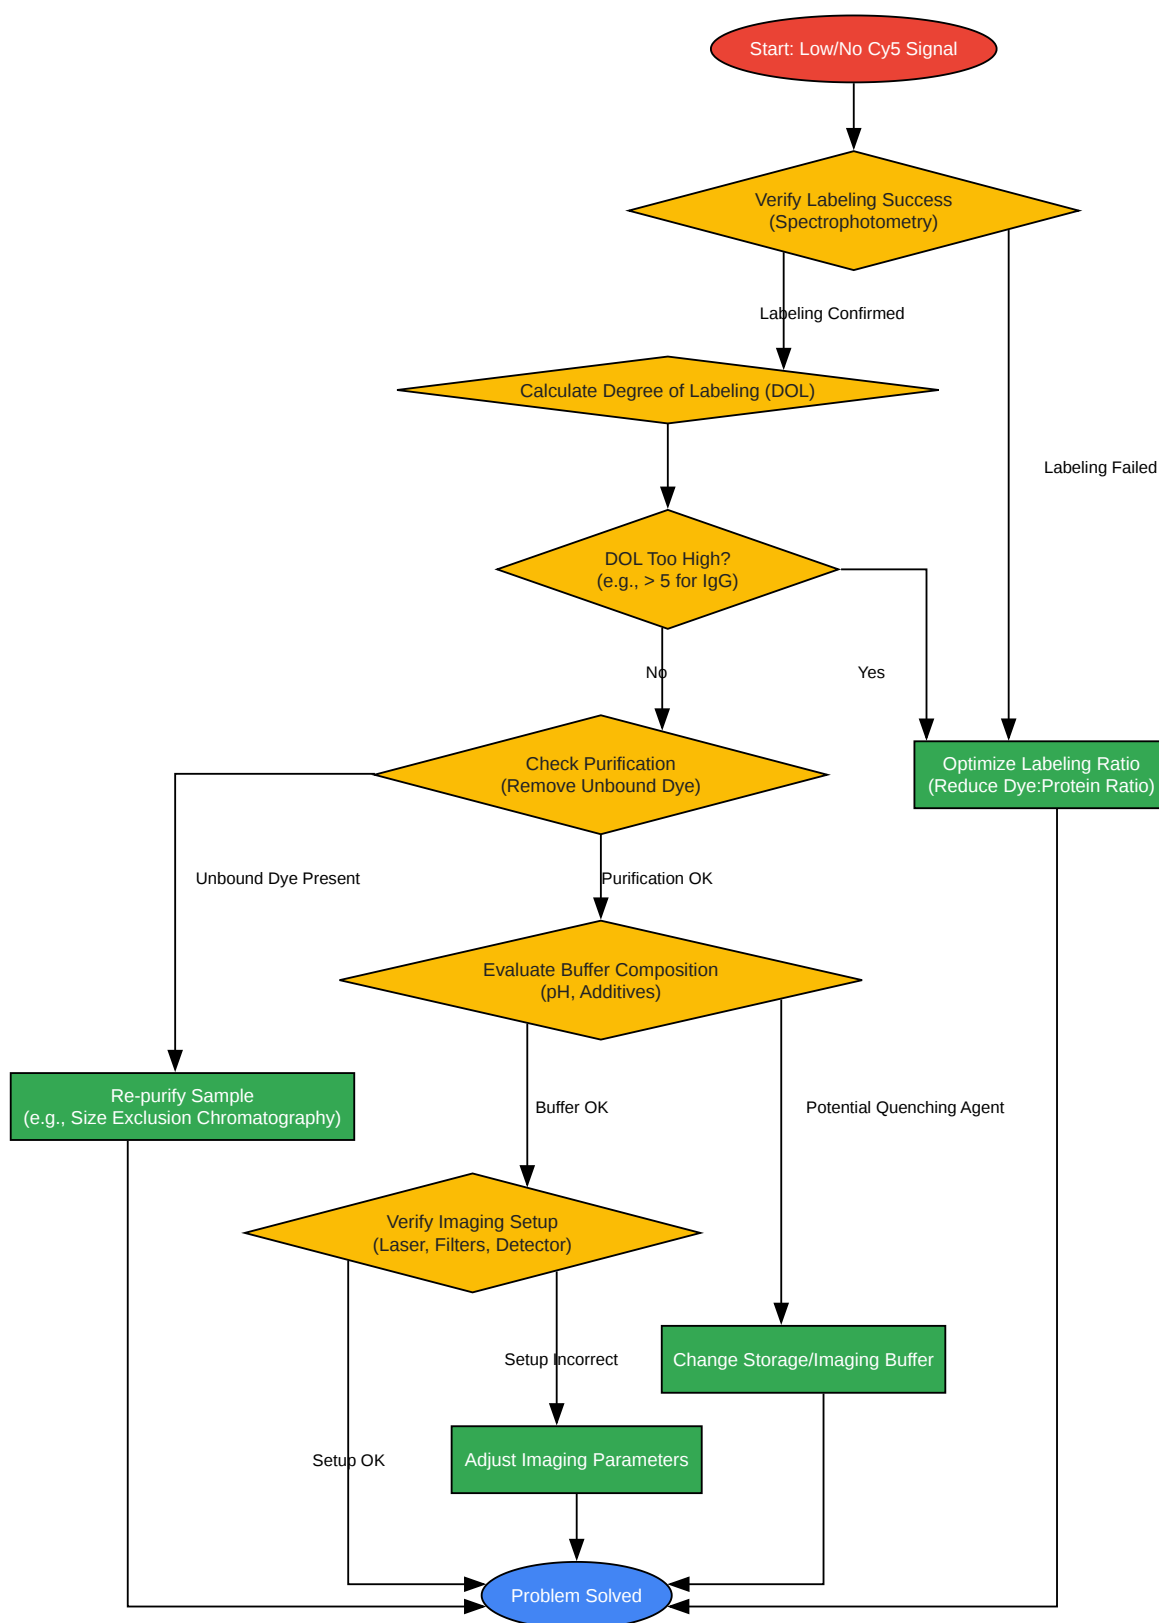 Start: Low/No Cy5 Signal
Verify Labeling Success
(Spectrophotometry)
Labeling Confirmed
Calculate Degree of Labeling (DOL)
Labeling Failed
DOL Too High?
(e.g., > 5 for IgG)
No
Yes
Check Purification
(Remove Unbound Dye)
Optimize Labeling Ratio
(Reduce Dye:Protein Ratio)
Unbound Dye Present
Purification OK
Evaluate Buffer Composition
(pH, Additives)
Re-purify Sample
(e.g., Size Exclusion Chromatography)
Buffer OK
Potential Quenching Agent
Verify Imaging Setup
(Laser, Filters, Detector)
Setup Incorrect
Change Storage/Imaging Buffer
Setup OK
Adjust Imaging Parameters
Problem Solved